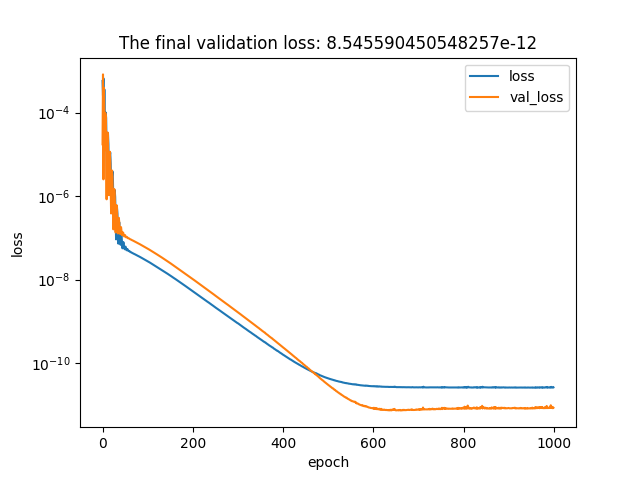 The final validation loss: 8.545590450548257e-12
loss
val_loss
10⁻⁴
10⁻⁶
10⁻⁸
10⁻¹⁰
loss
0 200 400 600 800 1000
epoch